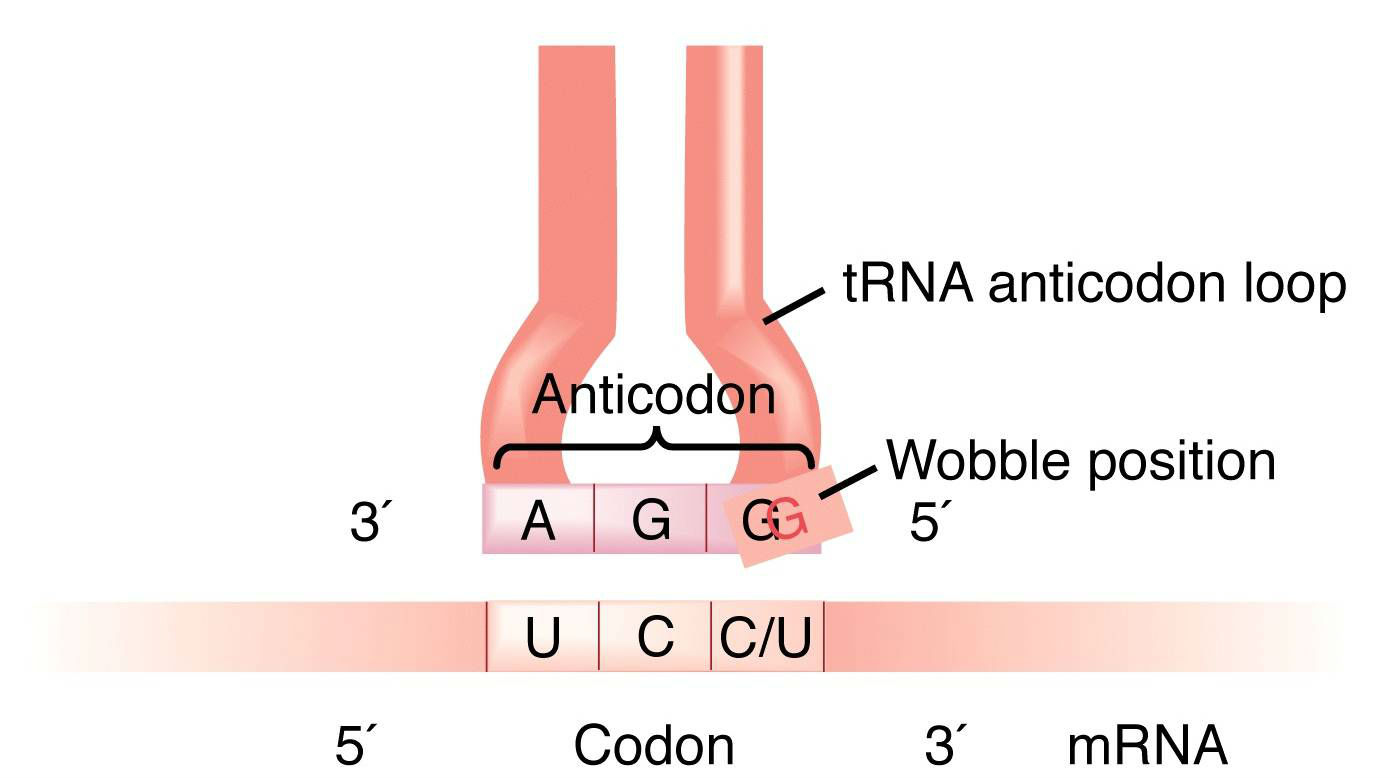 tRNA anticodon loop
Anticodon
Wobble position
3´ A G G G 5´
U C C/U
5´ Codon 3´ mRNA